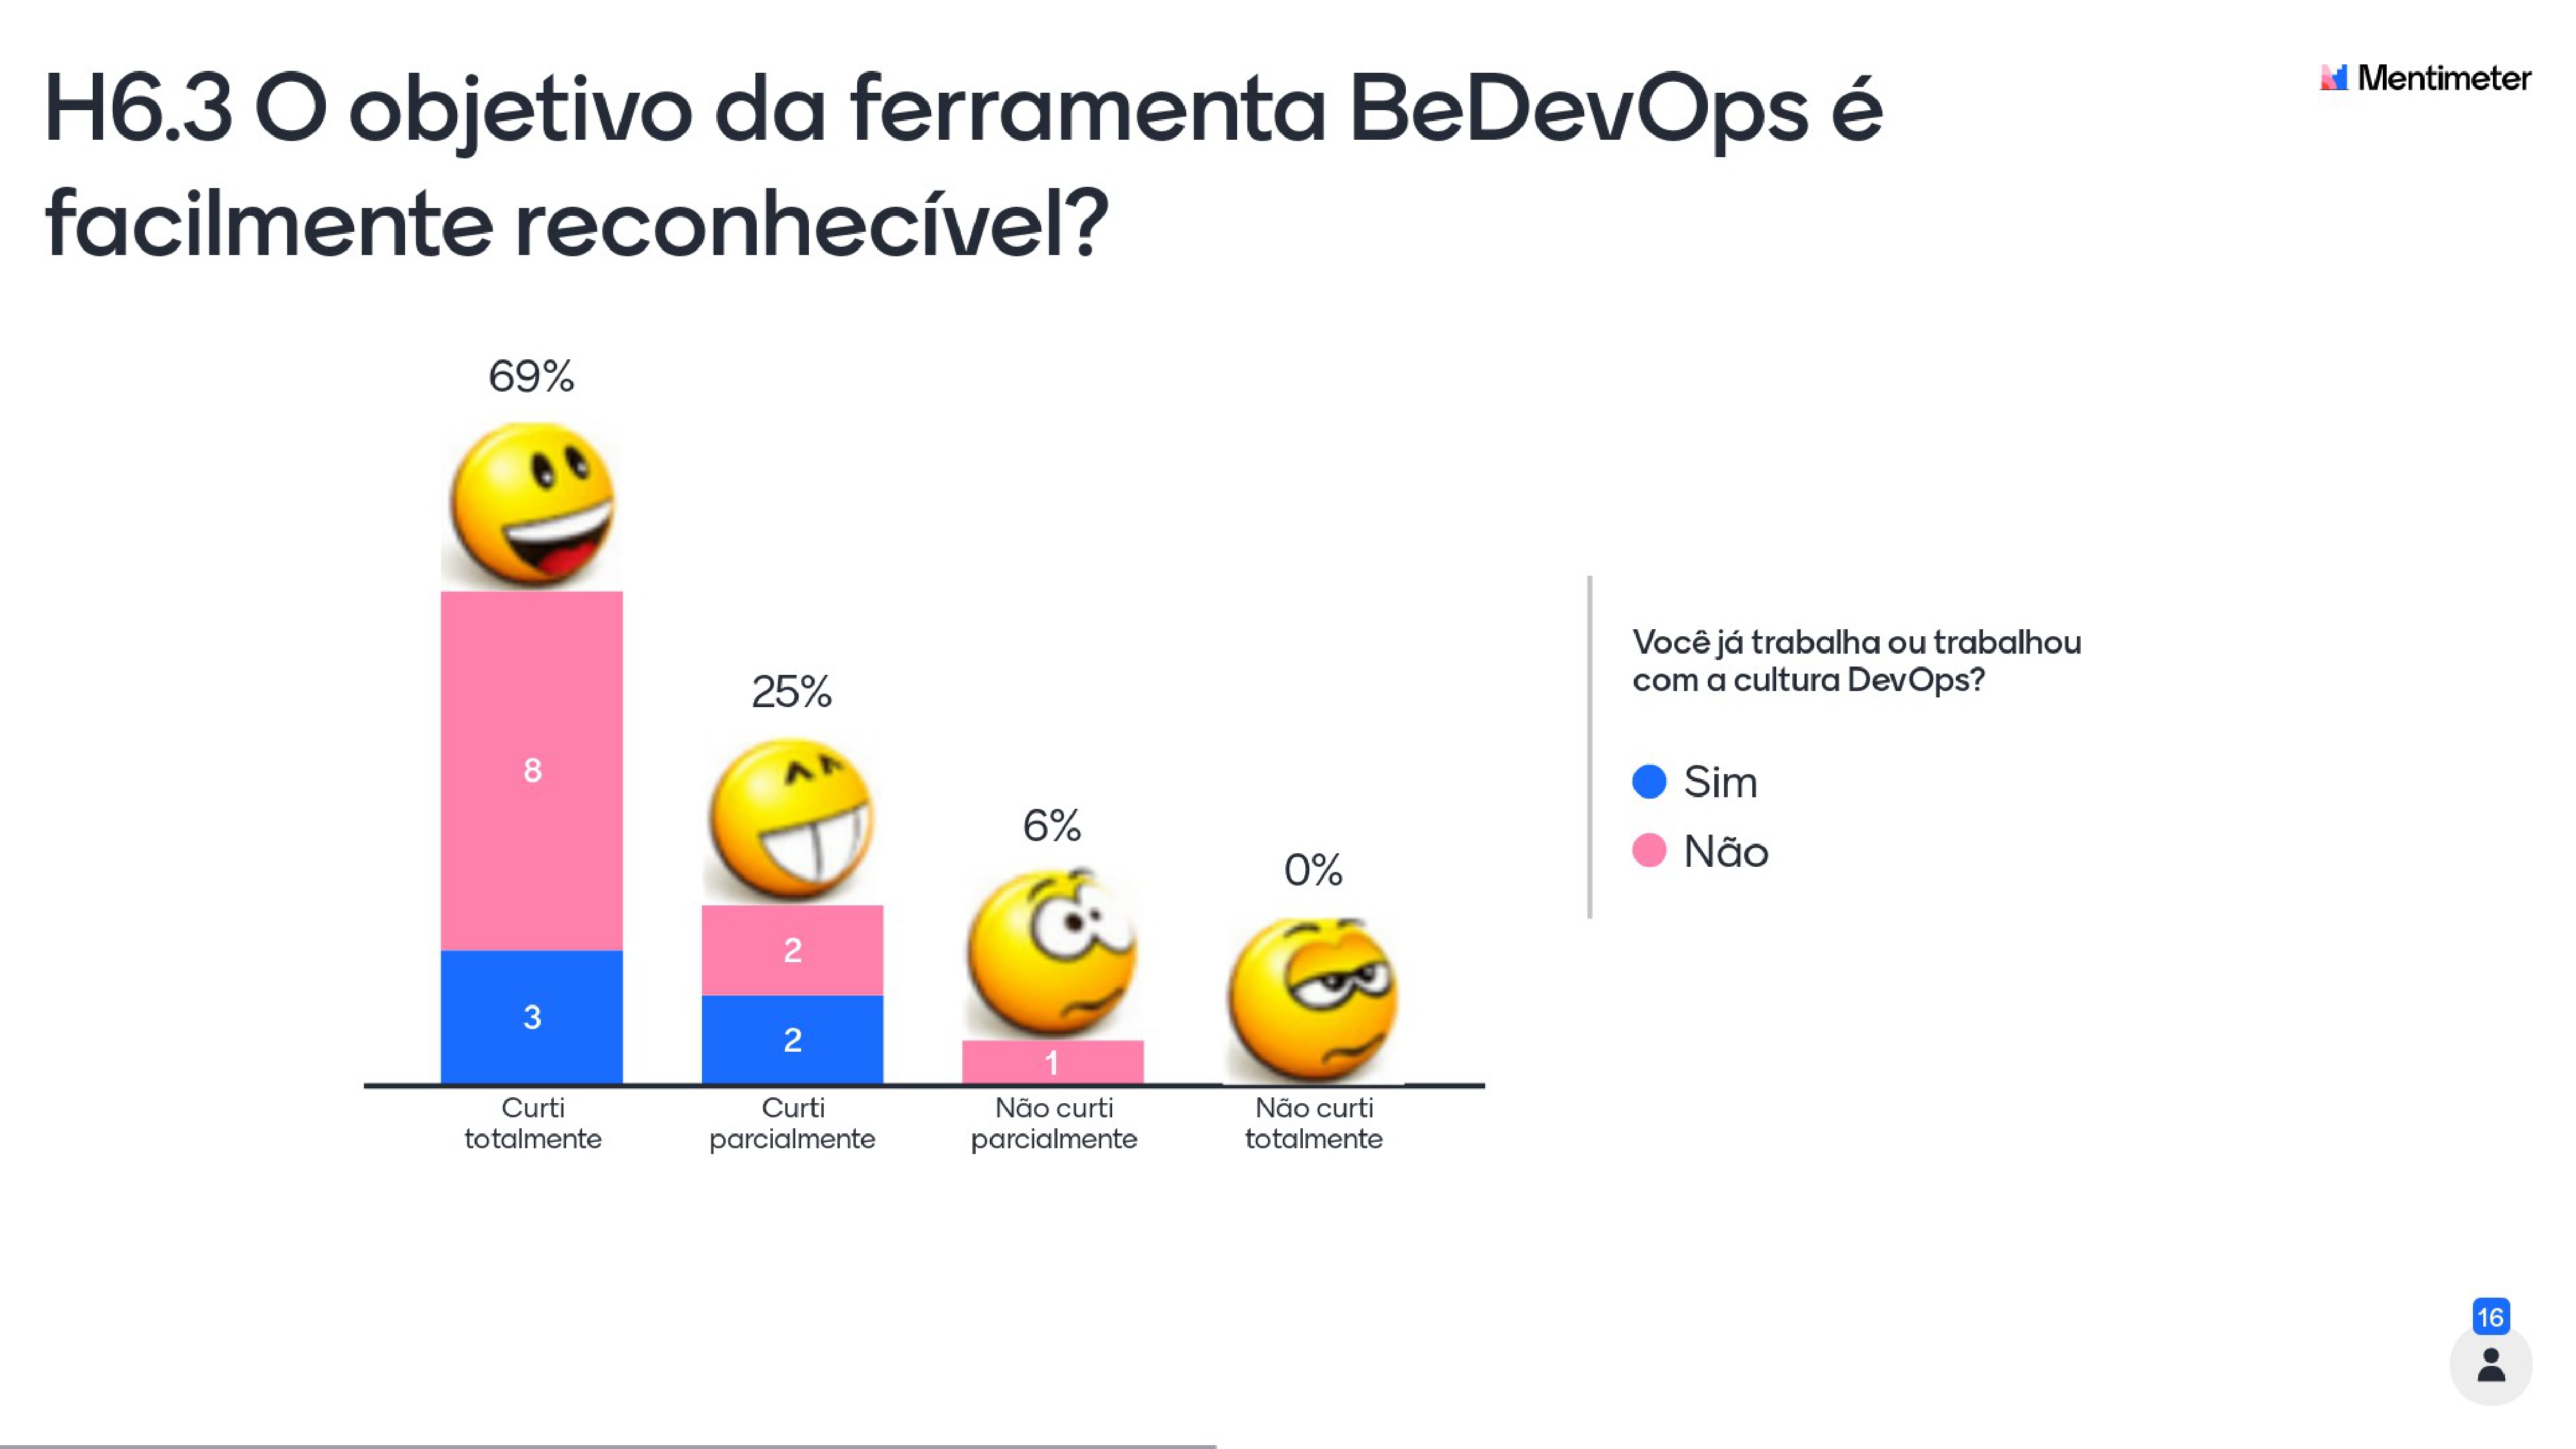 H6.3 O objetivo da ferramenta BeDevOps é
facilmente reconhecível?
Mentimeter
69%
25%
6%
0%
8
3
2
2
1
Curti
totalmente
Curti
parcialmente
Não curti
parcialmente
Não curti
totalmente
Você já trabalha ou trabalhou
com a cultura DevOps?
Sim
Não
16